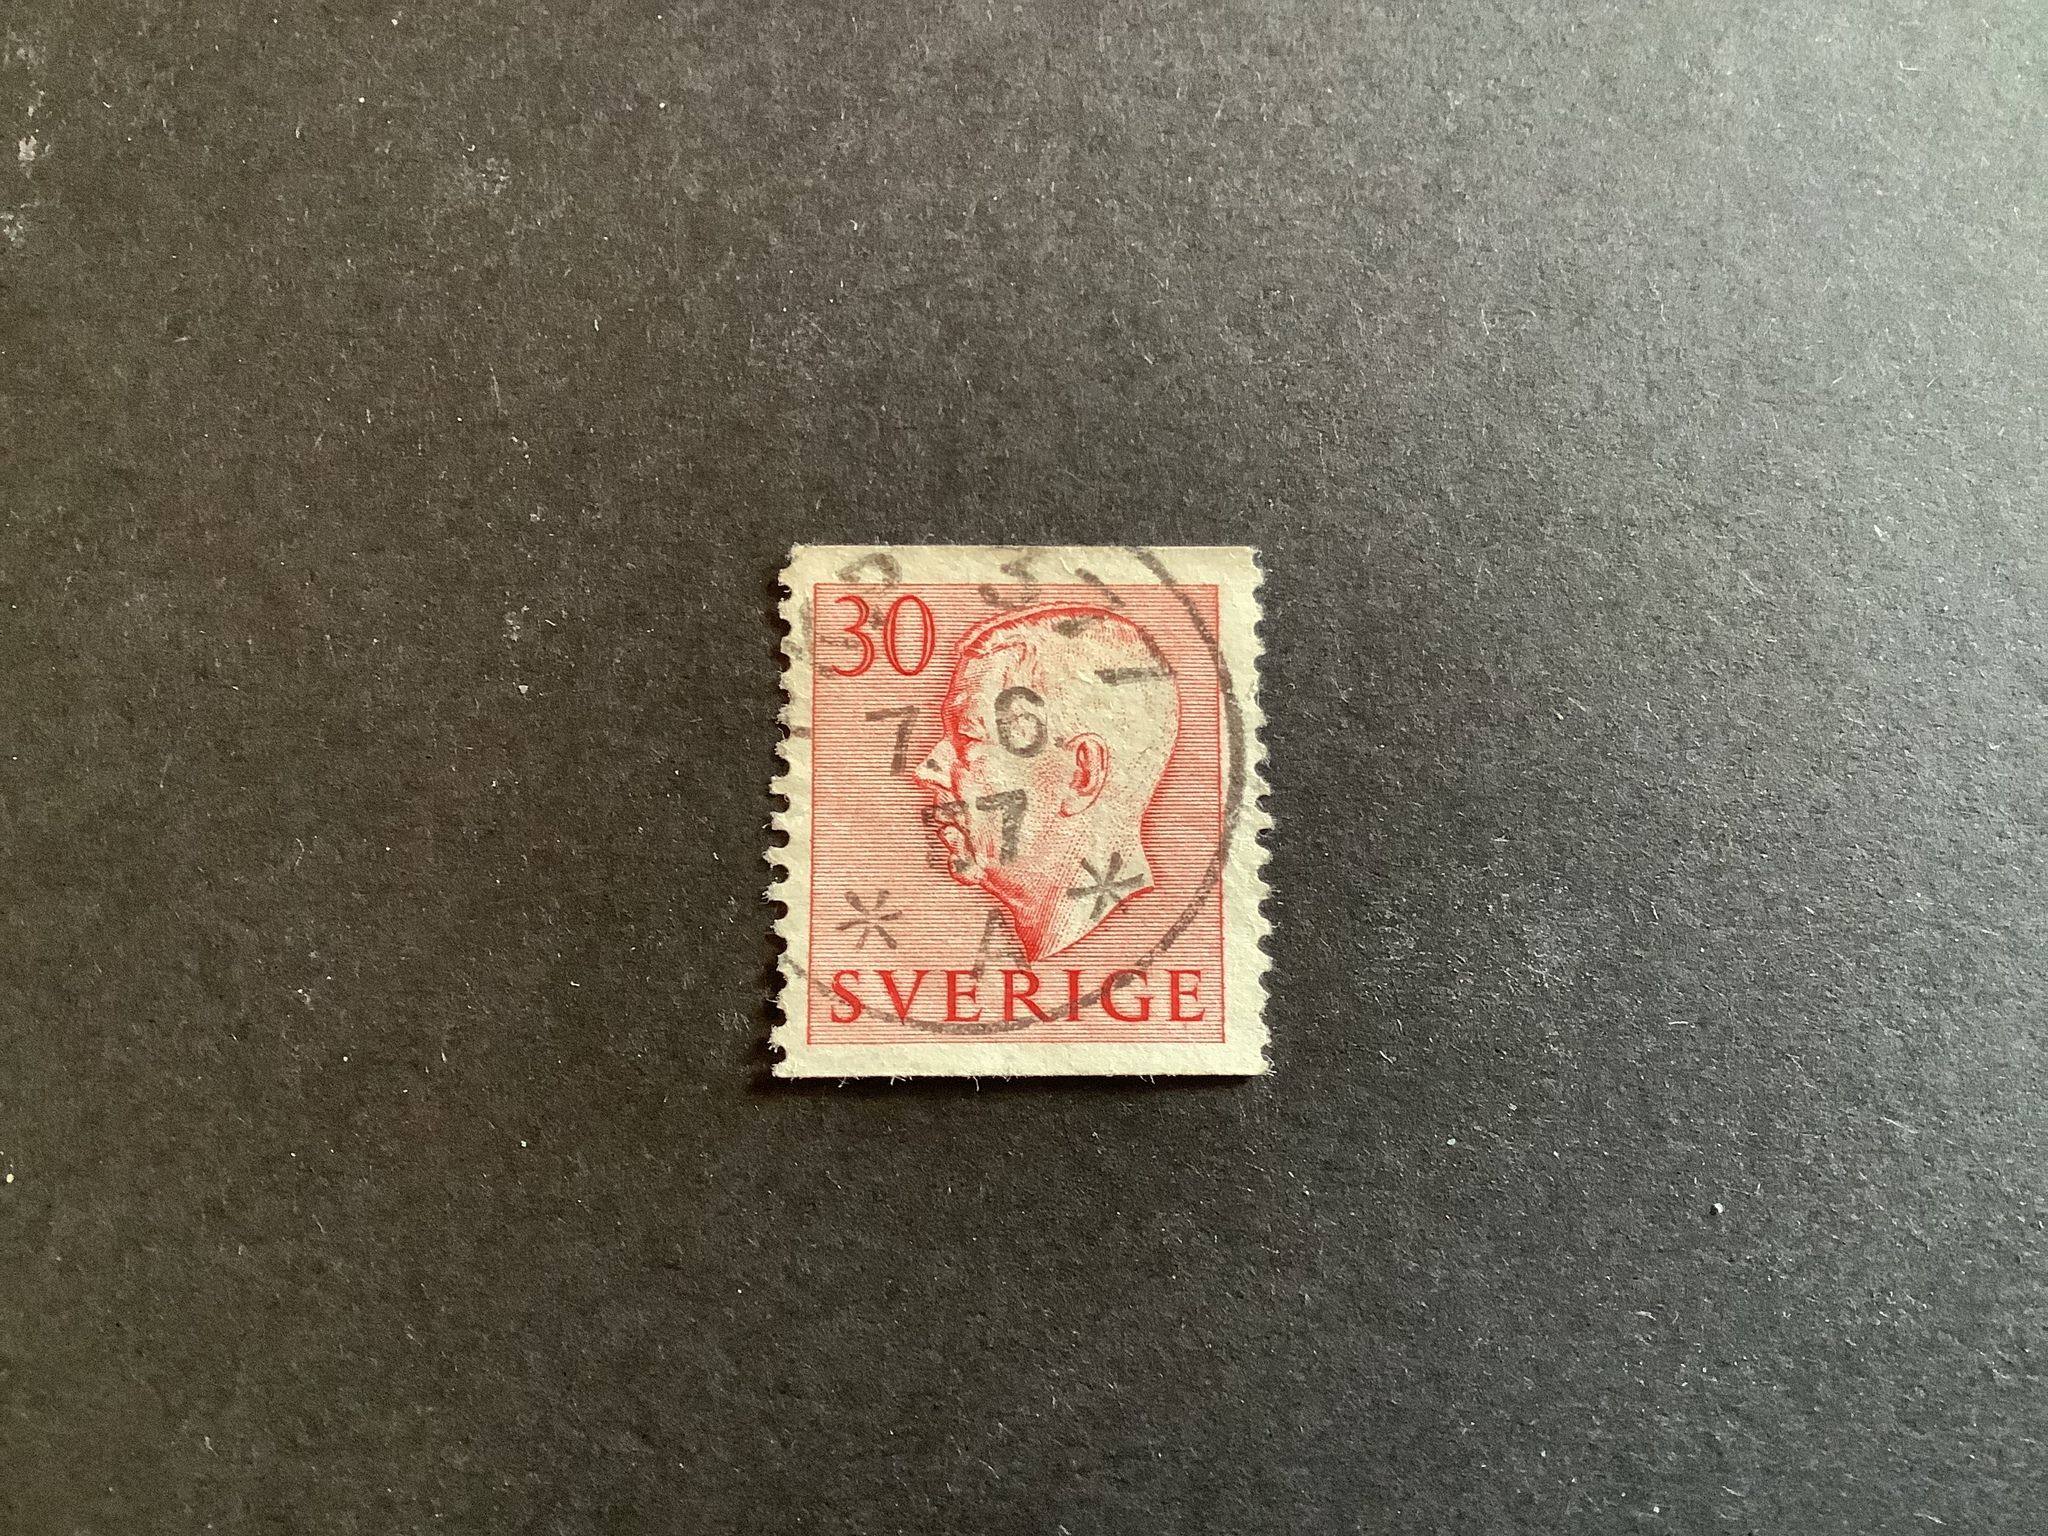 30
7. 6.
57
* A *
SVERIGE